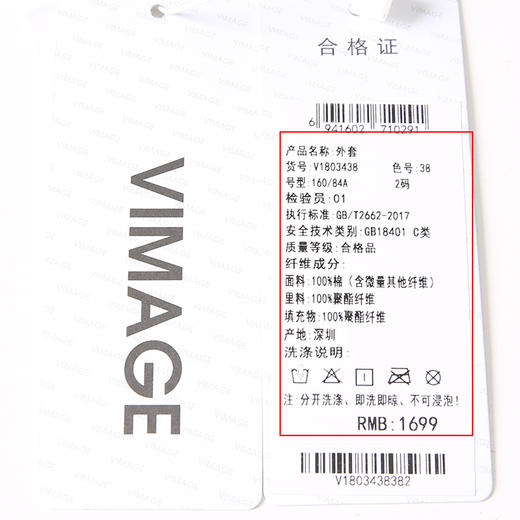 VIMAGE
合格证
6 941602 710291
产品名称:外套
货号:V1803438 色号:38
号型:160/84A 2码
检验员:01
执行标准:GB/T2662-2017
安全技术类别:GB18401 C类
质量等级:合格品
纤维成分:
面料:100%棉（含微量其他纤维）
里料:100%聚酯纤维
填充物:100%聚酯纤维
产地:深圳
洗涤说明:
注:分开洗涤、即洗即晾、不可浸泡!
RMB:1699
V1803438382